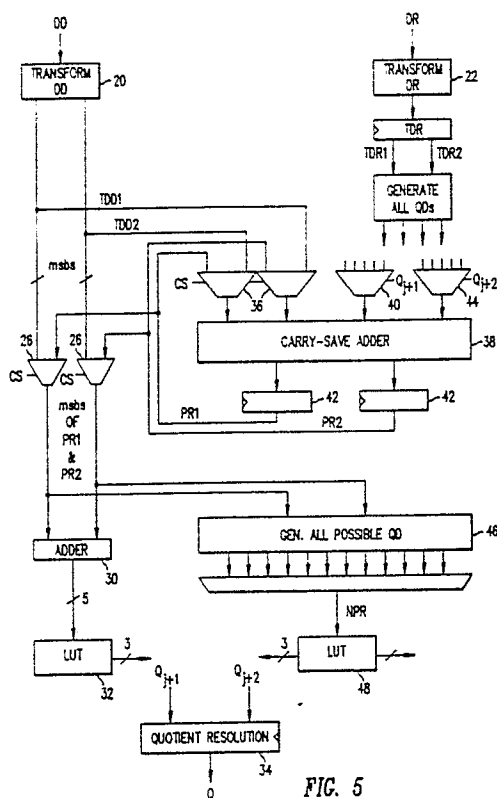 DD
DR
TRANSFORM DD
20
TRANSFORM DR
22
TDR
TDR1
TDR2
GENERATE ALL QDs
TDD1
TDD2
msbs
CS
36
Qj+1
40
Qj+2
44
26
26
CS
CS
CARRY-SAVE ADDER
38
42
42
PR1
PR2
msbs
OF
PR1
&
PR2
ADDER
30
GEN. ALL POSSIBLE QD
46
5
NPR
LUT
3
32
3
LUT
48
Qj+1
Qj+2
QUOTIENT RESOLUTION
34
Q
FIG. 5